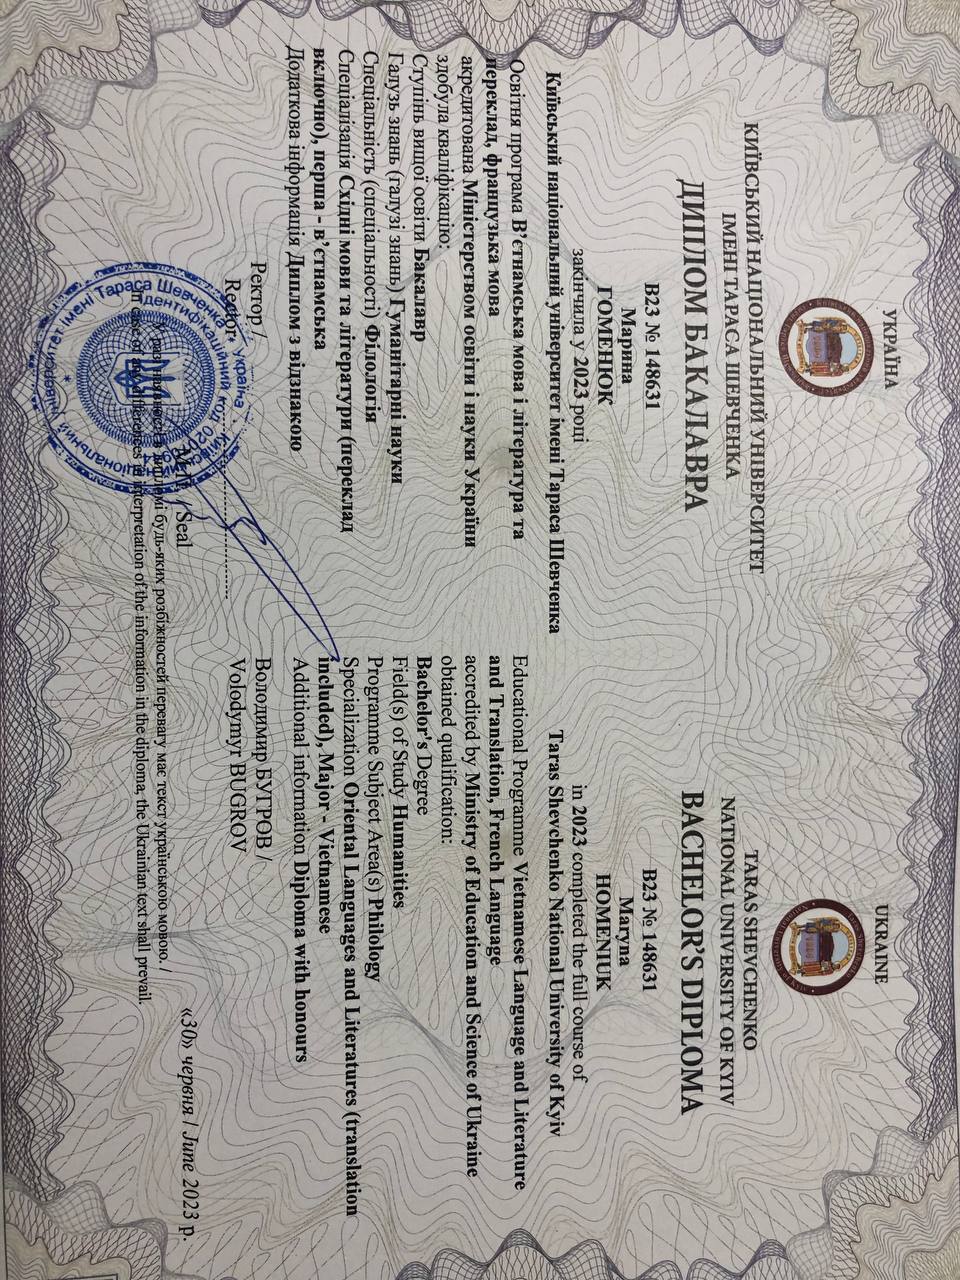 УКРАЇНА
КИЇВСЬКИЙ НАЦІОНАЛЬНИЙ УНІВЕРСИТЕТ
ІМЕНІ ТАРАСА ШЕВЧЕНКА
ДИПЛОМ БАКАЛАВРА
В23 № 148631
Марина
ГОМЕНЮК
закінчила у 2023 році
Київський національний університет імені Тараса Шевченка
Освітня програма В’єтнамська мова і література та
переклад, французька мова
акредитована Міністерством освіти і науки України
здобула кваліфікацію:
Ступінь вищої освіти Бакалавр
Галузь знань (галузі знань) Гуманітарні науки
Спеціальність (спеціальності) Філологія
Спеціалізація Східні мови та літератури (переклад
включно), перша - в’єтнамська
Додаткова інформація Диплом з відзнакою
UKRAINE
TARAS SHEVCHENKO
NATIONAL UNIVERSITY OF KYIV
BACHELOR’S DIPLOMA
B23 № 148631
Maryna
HOMENIUK
in 2023 completed the full course of
Taras Shevchenko National University of Kyiv
Educational Programme Vietnamese Language and Literature
and Translation, French Language
accredited by Ministry of Education and Science of Ukraine
obtained qualification:
Bachelor's Degree
Field(s) of Study Humanities
Programme Subject Area(s) Philology
Specialization Oriental Languages and Literatures (translation
included), Major - Vietnamese
Additional information Diploma with honours
Ректор /
Rector
Володимир БУГРОВ /
Volodymyr BUGROV
Seal
«30» червня / June 2023 р.
У разі в дипломі будь-яких розбіжностей перевагу має текст українською мовою. /
In case of any differences in interpretation of the information in the diploma, the Ukrainian text shall prevail.
Україна
імені Тараса Шевченка
Ідентифікаційний код